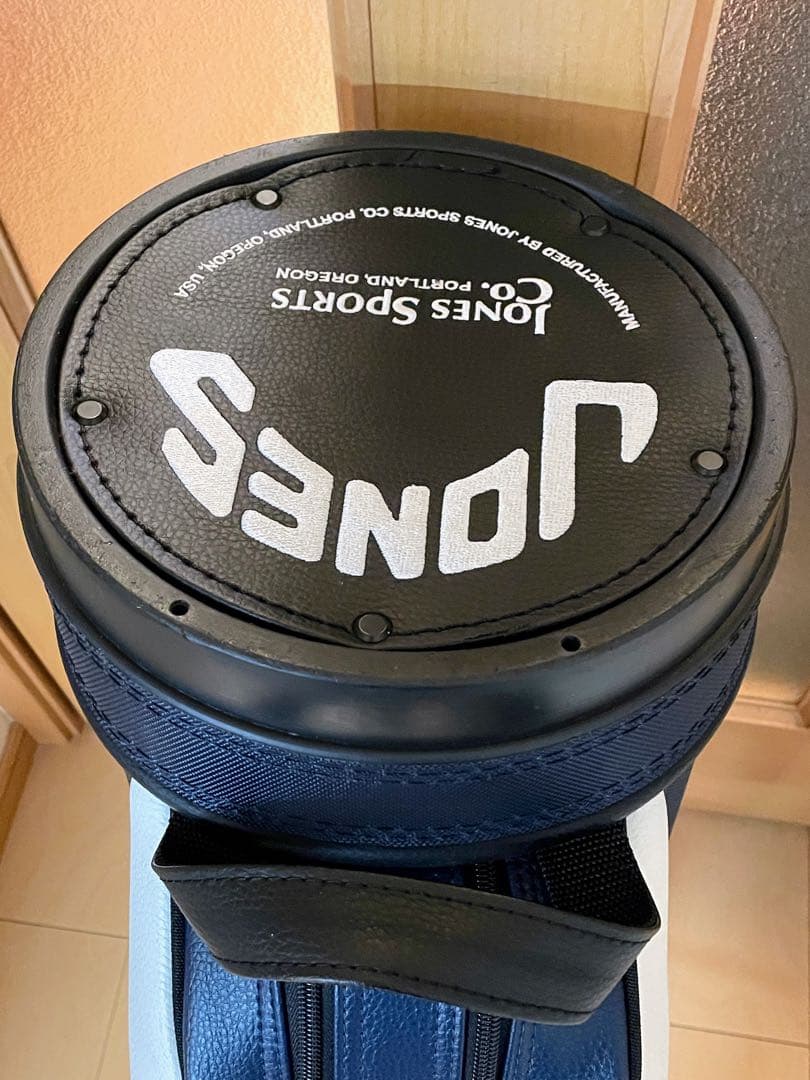 MANUFACTURED BY JONES SPORTS CO. PORTLAND, OREGON, USA
JONES SPORTS
CO. PORTLAND, OREGON
JONES